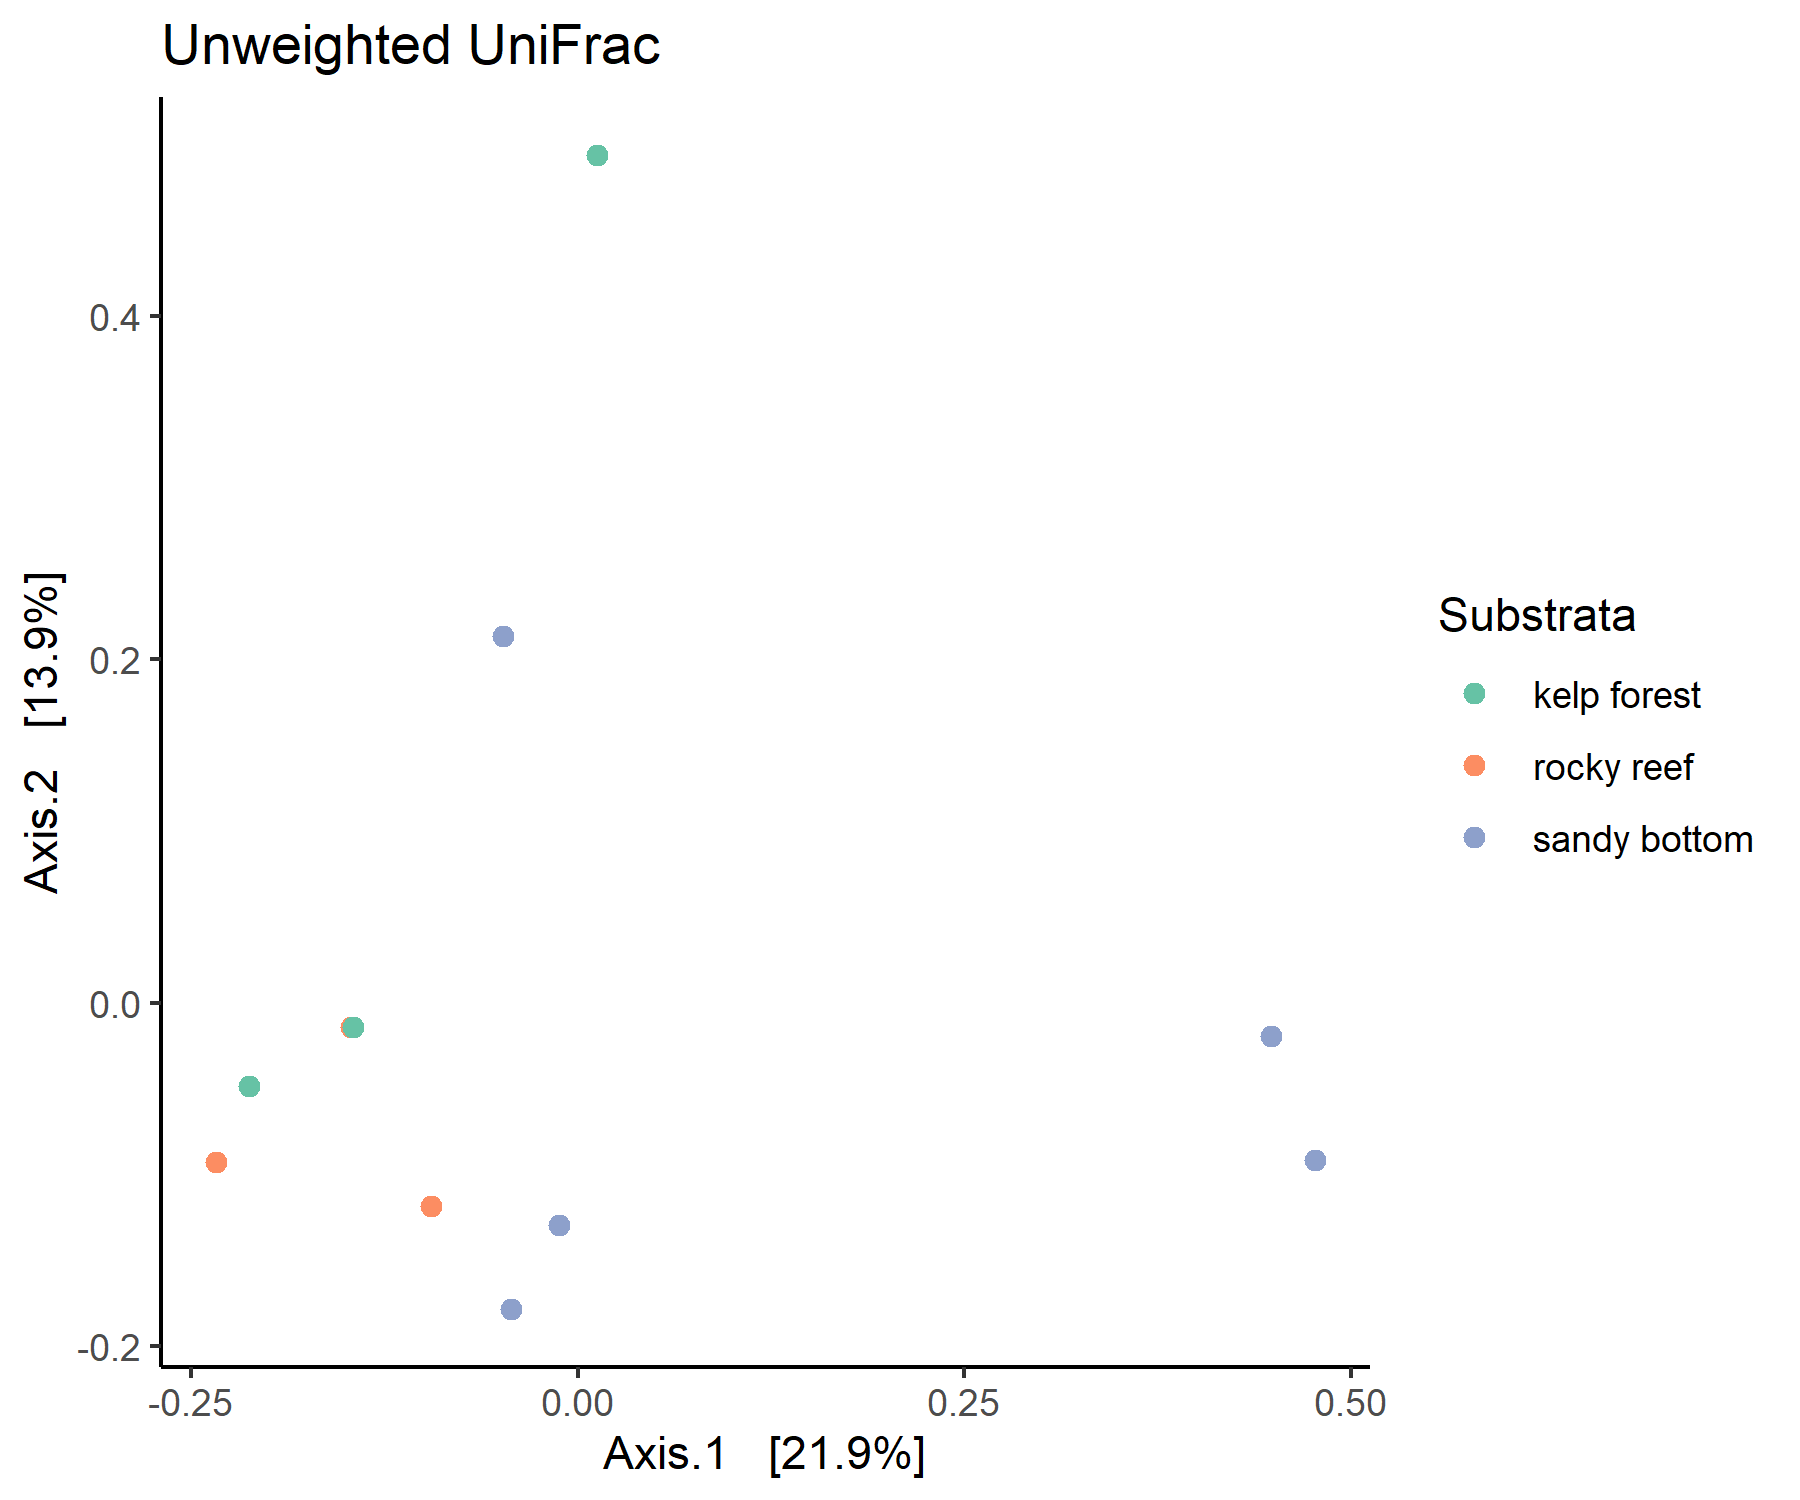 Unweighted UniFrac
0.4
0.2
0.0
-0.2
Axis.2 [13.9%]
-0.25
0.00
0.25
0.50
Axis.1 [21.9%]
Substrata
kelp forest
rocky reef
sandy bottom